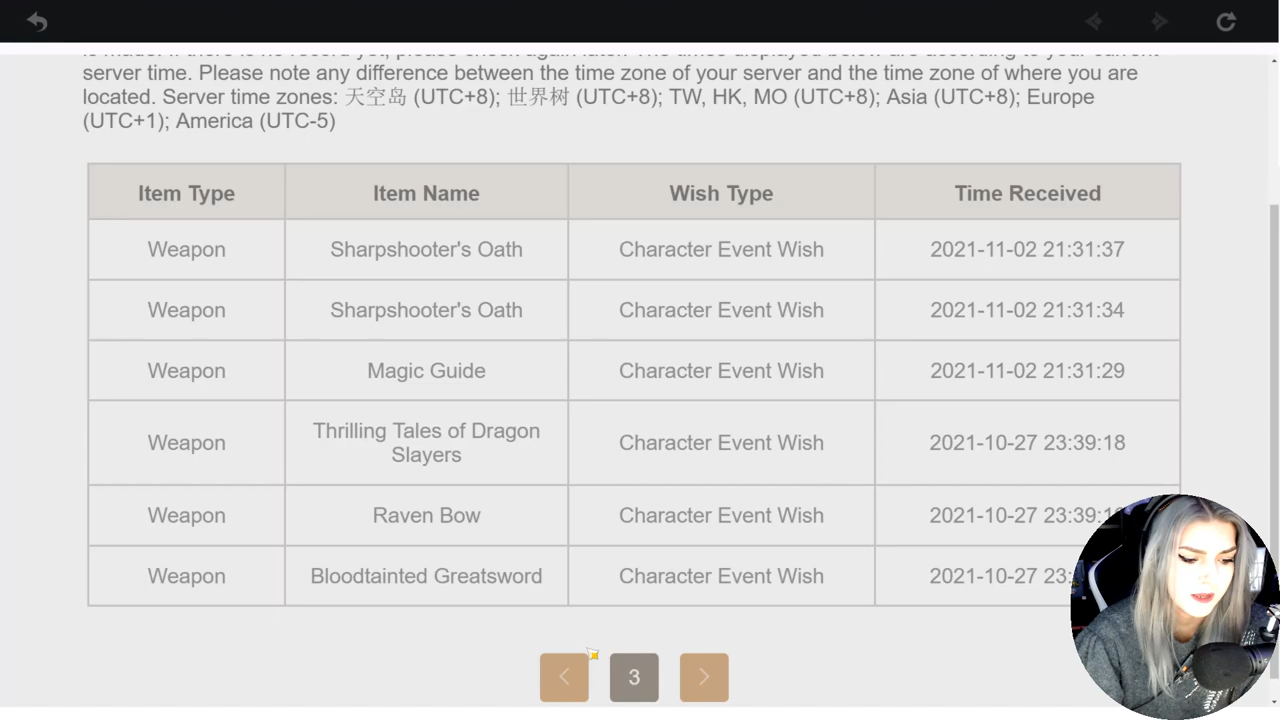 server time. Please note any difference between the time zone of your server and the time zone of where you are
located. Server time zones: 天空岛 (UTC+8); 世界树 (UTC+8); TW, HK, MO (UTC+8); Asia (UTC+8); Europe
(UTC+1); America (UTC-5)
Item Type Item Name Wish Type Time Received
Weapon Sharpshooter's Oath Character Event Wish 2021-11-02 21:31:37
Weapon Sharpshooter's Oath Character Event Wish 2021-11-02 21:31:34
Weapon Magic Guide Character Event Wish 2021-11-02 21:31:29
Weapon Thrilling Tales of Dragon Slayers Character Event Wish 2021-10-27 23:39:18
Weapon Raven Bow Character Event Wish 2021-10-27
Weapon Bloodtainted Greatsword Character Event Wish 2021-10-27
3